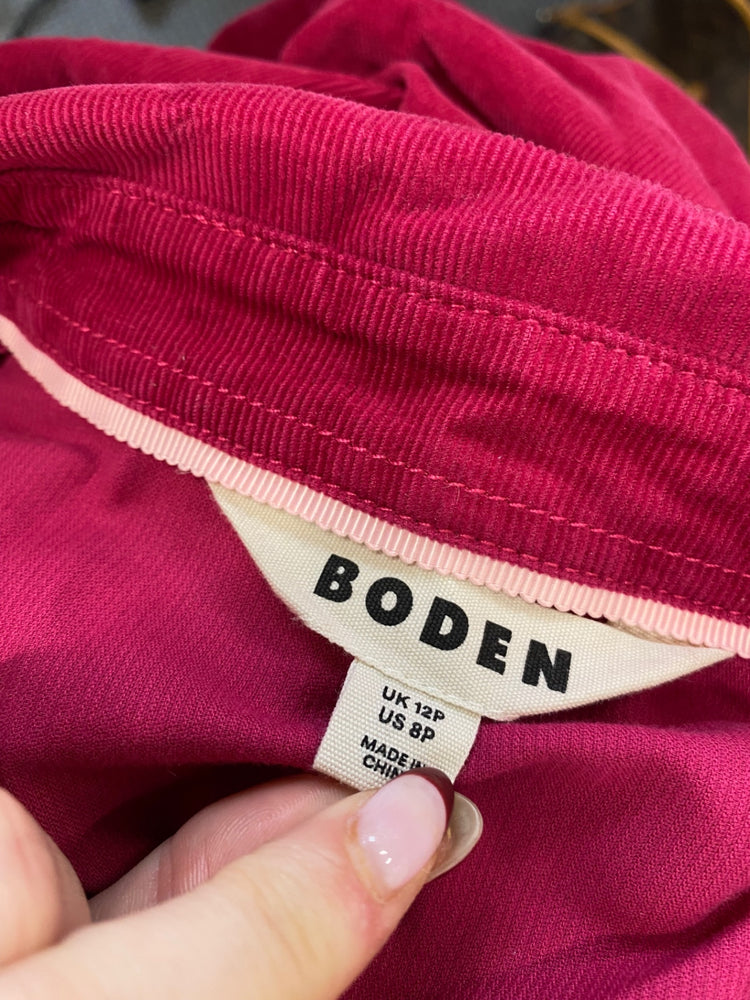 BODEN
UK 12P
US 8P
MADE IN